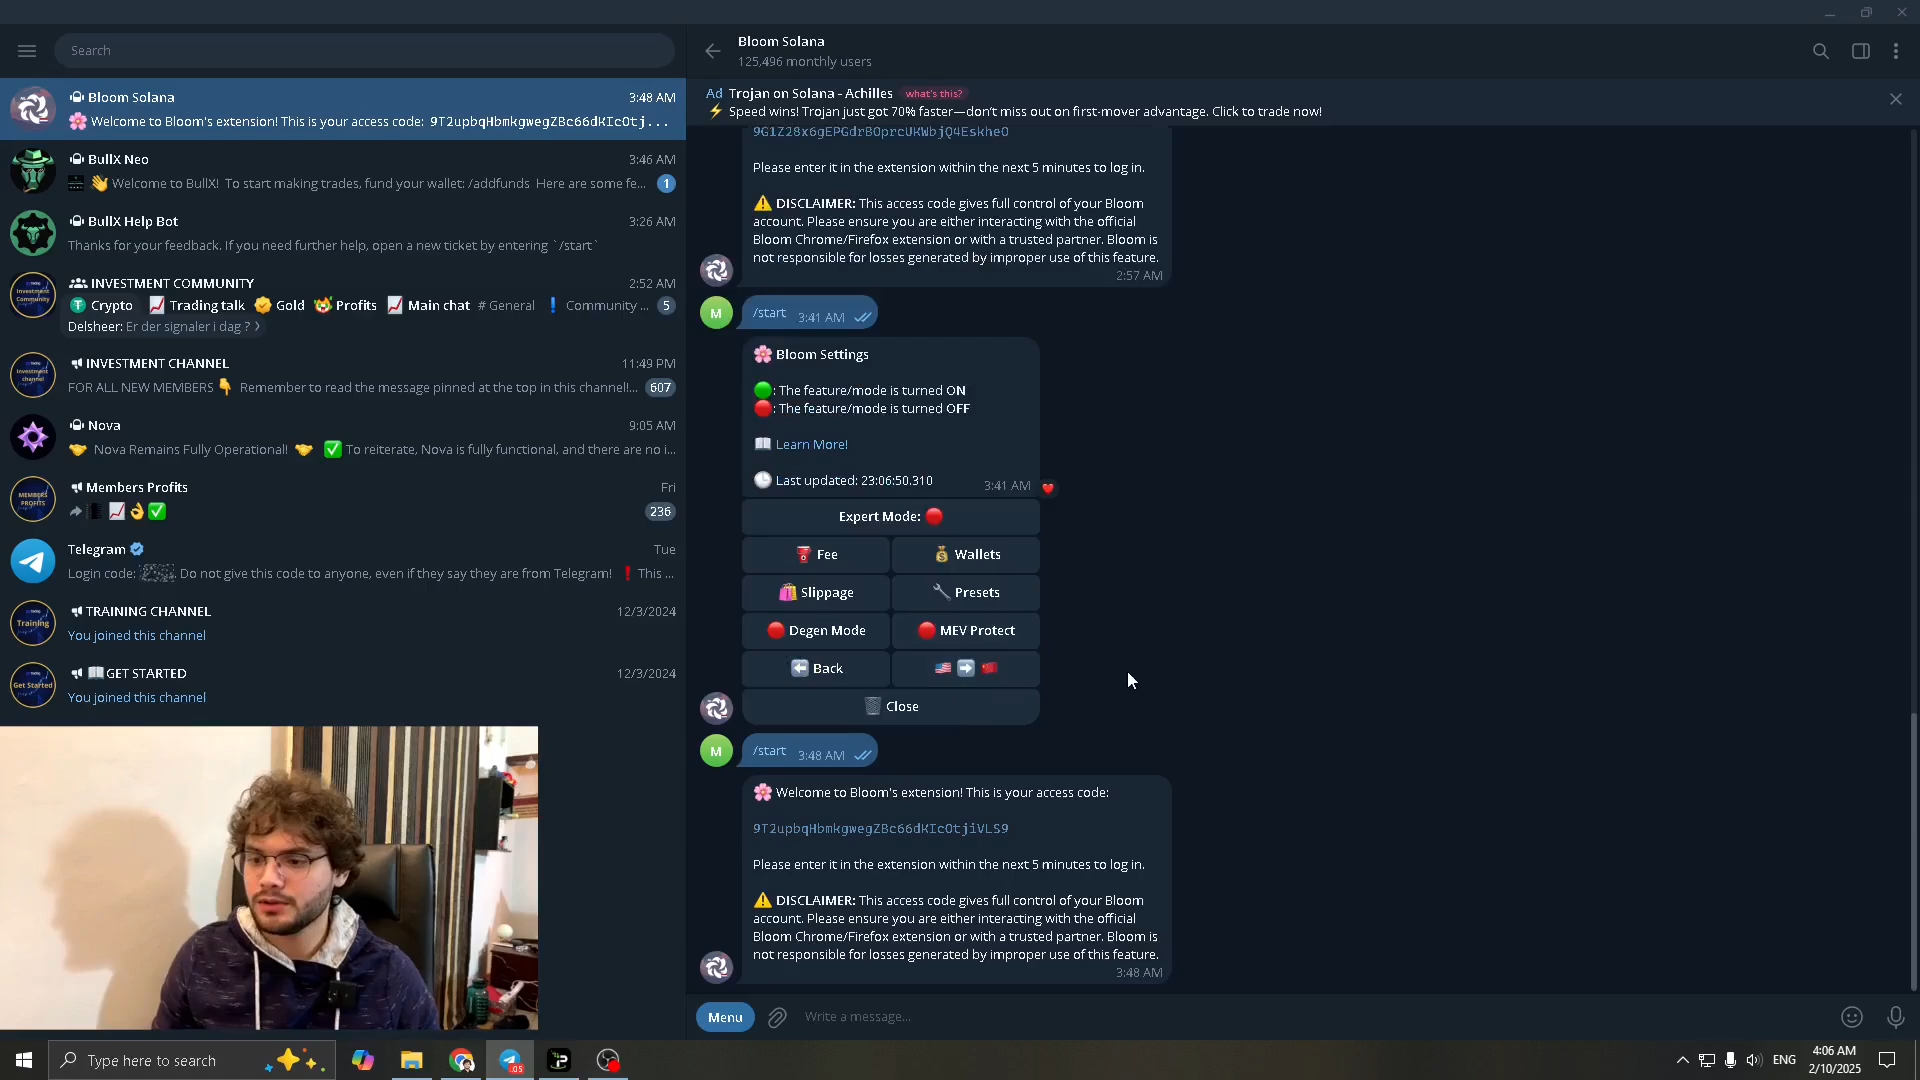 Search
Bloom Solana
3:48 AM
🌸 Welcome to Bloom's extension! This is your access code: 9T2upbqHbmkgwegZBc66dKIcOtj...
BullX Neo
3:46 AM
👋 Welcome to BullX! To start making trades, fund your wallet: /addfunds Here are some fe...
1
BullX Help Bot
3:26 AM
Thanks for your feedback. If you need further help, open a new ticket by entering `/start`
INVESTMENT COMMUNITY
2:52 AM
Crypto 📈 Trading talk Gold Profits 📈 Main chat # General ❗ Community ...
5
Delsheer: Er der signaler i dag ? >
INVESTMENT CHANNEL
11:49 PM
FOR ALL NEW MEMBERS 👇 Remember to read the message pinned at the top in this channel!...
607
Nova
9:05 AM
🤝 Nova Remains Fully Operational! 🤝 ✅ To reiterate, Nova is fully functional, and there are no i...
Members Profits
Fri
236
Telegram
Tue
Login code: Do not give this code to anyone, even if they say they are from Telegram! ❗ This ...
TRAINING CHANNEL
12/3/2024
You joined this channel
📖 GET STARTED
12/3/2024
You joined this channel
Investment Community
Investment channel
MEMBERS PROFITS
Training
Get Started
Bloom Solana
125,496 monthly users
Ad Trojan on Solana - Achilles what's this?
⚡ Speed wins! Trojan just got 70% faster—don't miss out on first-mover advantage. Click to trade now!
9G1Z28x6gEPGdrBOprcUKWbjQ4EskheO
Please enter it in the extension within the next 5 minutes to log in.
⚠️ DISCLAIMER: This access code gives full control of your Bloom
account. Please ensure you are either interacting with the official
Bloom Chrome/Firefox extension or with a trusted partner. Bloom is
not responsible for losses generated by improper use of this feature.
2:57 AM
M
/start 3:41 AM
🌸 Bloom Settings
🟢: The feature/mode is turned ON
🔴: The feature/mode is turned OFF
📖 Learn More!
🕒 Last updated: 23:06:50.310
3:41 AM
Expert Mode: 🔴
Fee
💰 Wallets
🛍️ Slippage
🔧 Presets
🔴 Degen Mode
🔴 MEV Protect
⬅️ Back
🇺🇸 ➡️ 🇨🇳
🗑️ Close
M
/start 3:48 AM
🌸 Welcome to Bloom's extension! This is your access code:
9T2upbqHbmkgwegZBc66dKIcOtjiVLS9
Please enter it in the extension within the next 5 minutes to log in.
⚠️ DISCLAIMER: This access code gives full control of your Bloom
account. Please ensure you are either interacting with the official
Bloom Chrome/Firefox extension or with a trusted partner. Bloom is
not responsible for losses generated by improper use of this feature.
3:48 AM
Menu
Write a message...
Type here to search
ENG
4:06 AM
2/10/2025